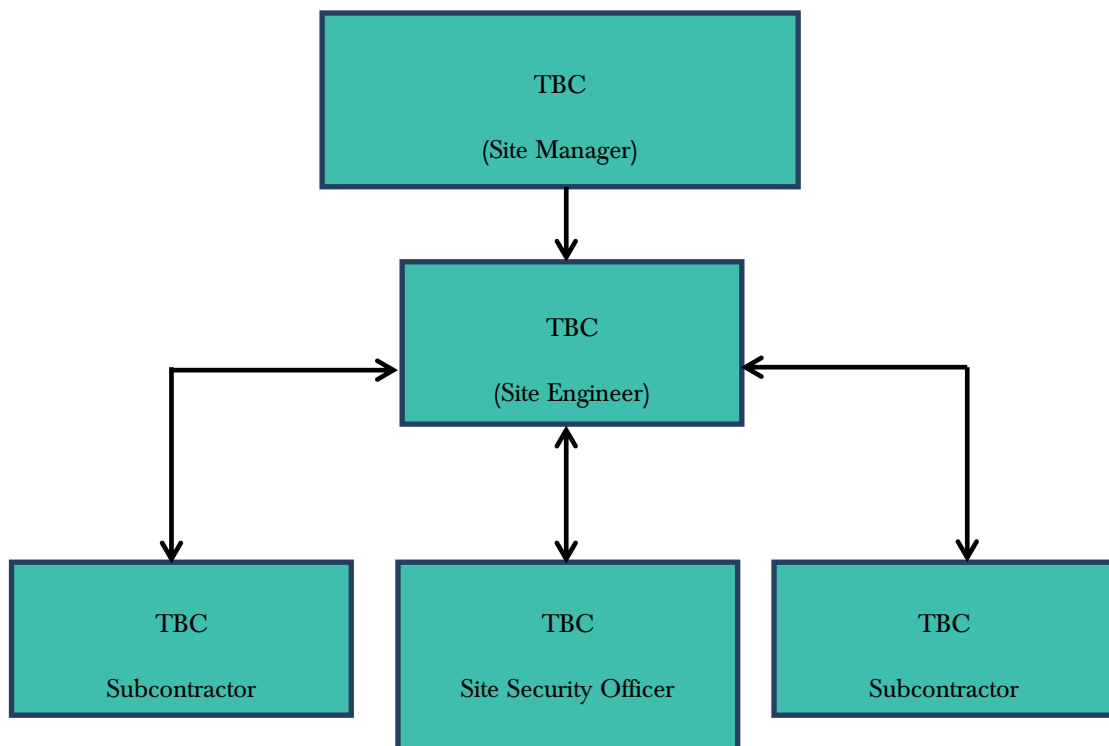 TBC
(Site Manager)
TBC
(Site Engineer)
TBC
Subcontractor
TBC
Site Security Officer
TBC
Subcontractor